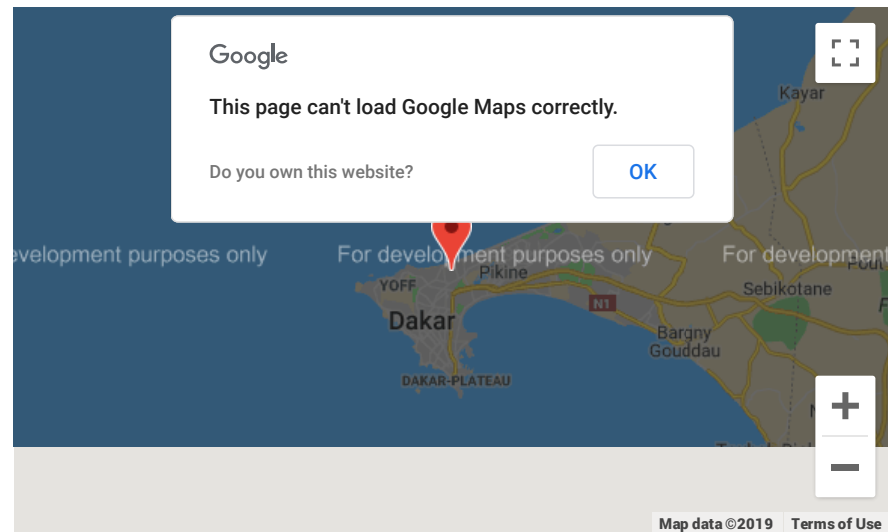 Google
This page can't load Google Maps correctly.
Do you own this website?
OK
Kayar
evelopment purposes only
For development purposes only
For development
Pout
Pikine
YOFF
Sebikotane
N1
Dakar
Bargny
Gouddau
DAKAR-PLATEAU
Map data ©2019
Terms of Use